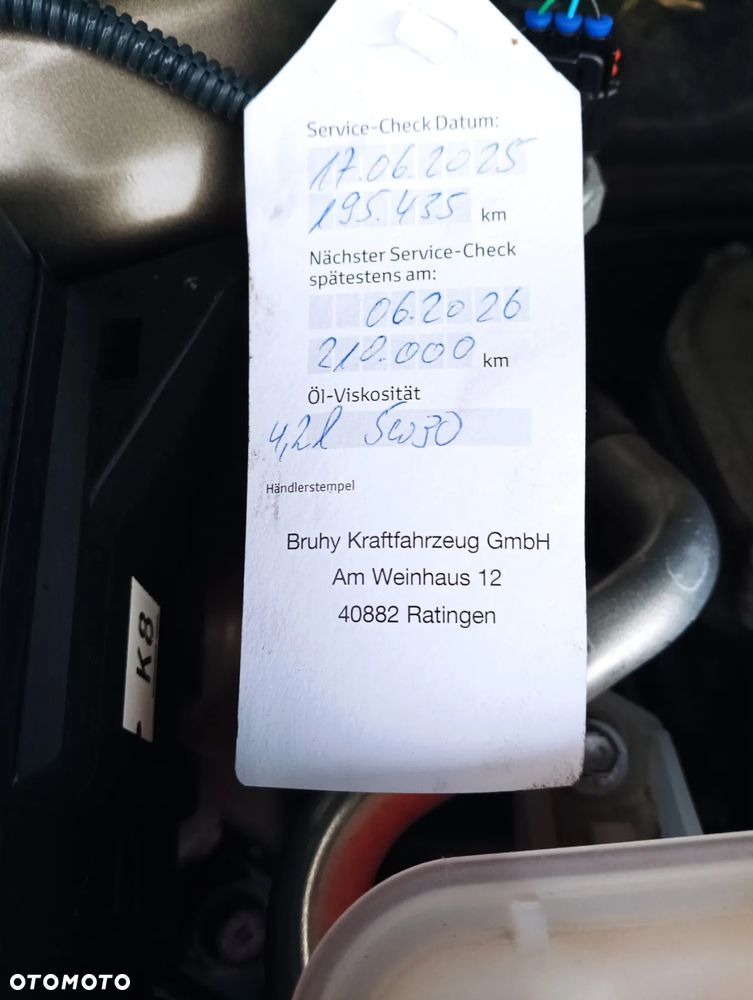 Service-Check Datum:
17.06.2025
195.435 km
Nächster Service-Check
spätestens am:
06.2026
210.000 km
Öl-Viskosität
4,2l 5W30
Händlerstempel
Bruhy Kraftfahrzeug GmbH
Am Weinhaus 12
40882 Ratingen
K8
OTOMOTO